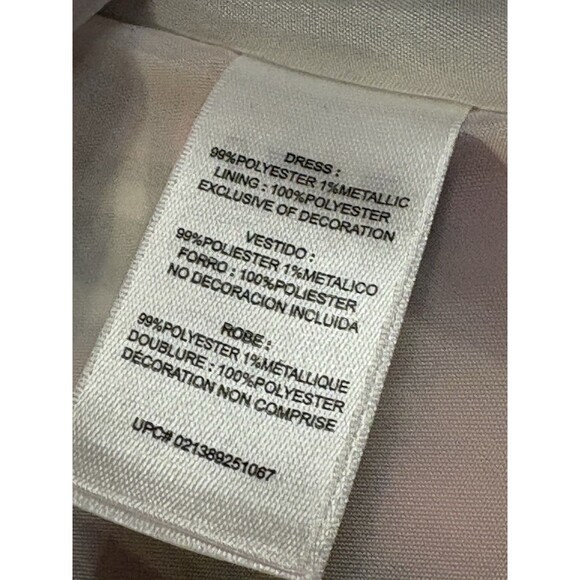 DRESS :
99%POLYESTER 1%METALLIC
LINING : 100%POLYESTER
EXCLUSIVE OF DECORATION
VESTIDO :
99%POLIESTER 1%METALICO
FORRO : 100%POLIESTER
NO DECORACION INCLUIDA
ROBE :
99%POLYESTER 1%METALLIQUE
DOUBLURE : 100%POLYESTER
DÉCORATION NON COMPRISE
UPC# 021389251067